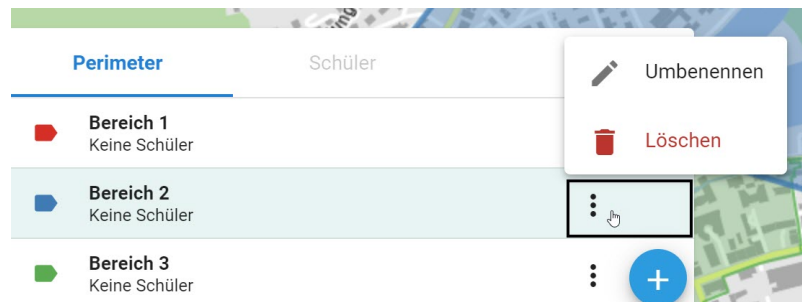 Perimeter
Schüler
Umbenennen
Löschen
Bereich 1
Keine Schüler
Bereich 2
Keine Schüler
Bereich 3
Keine Schüler